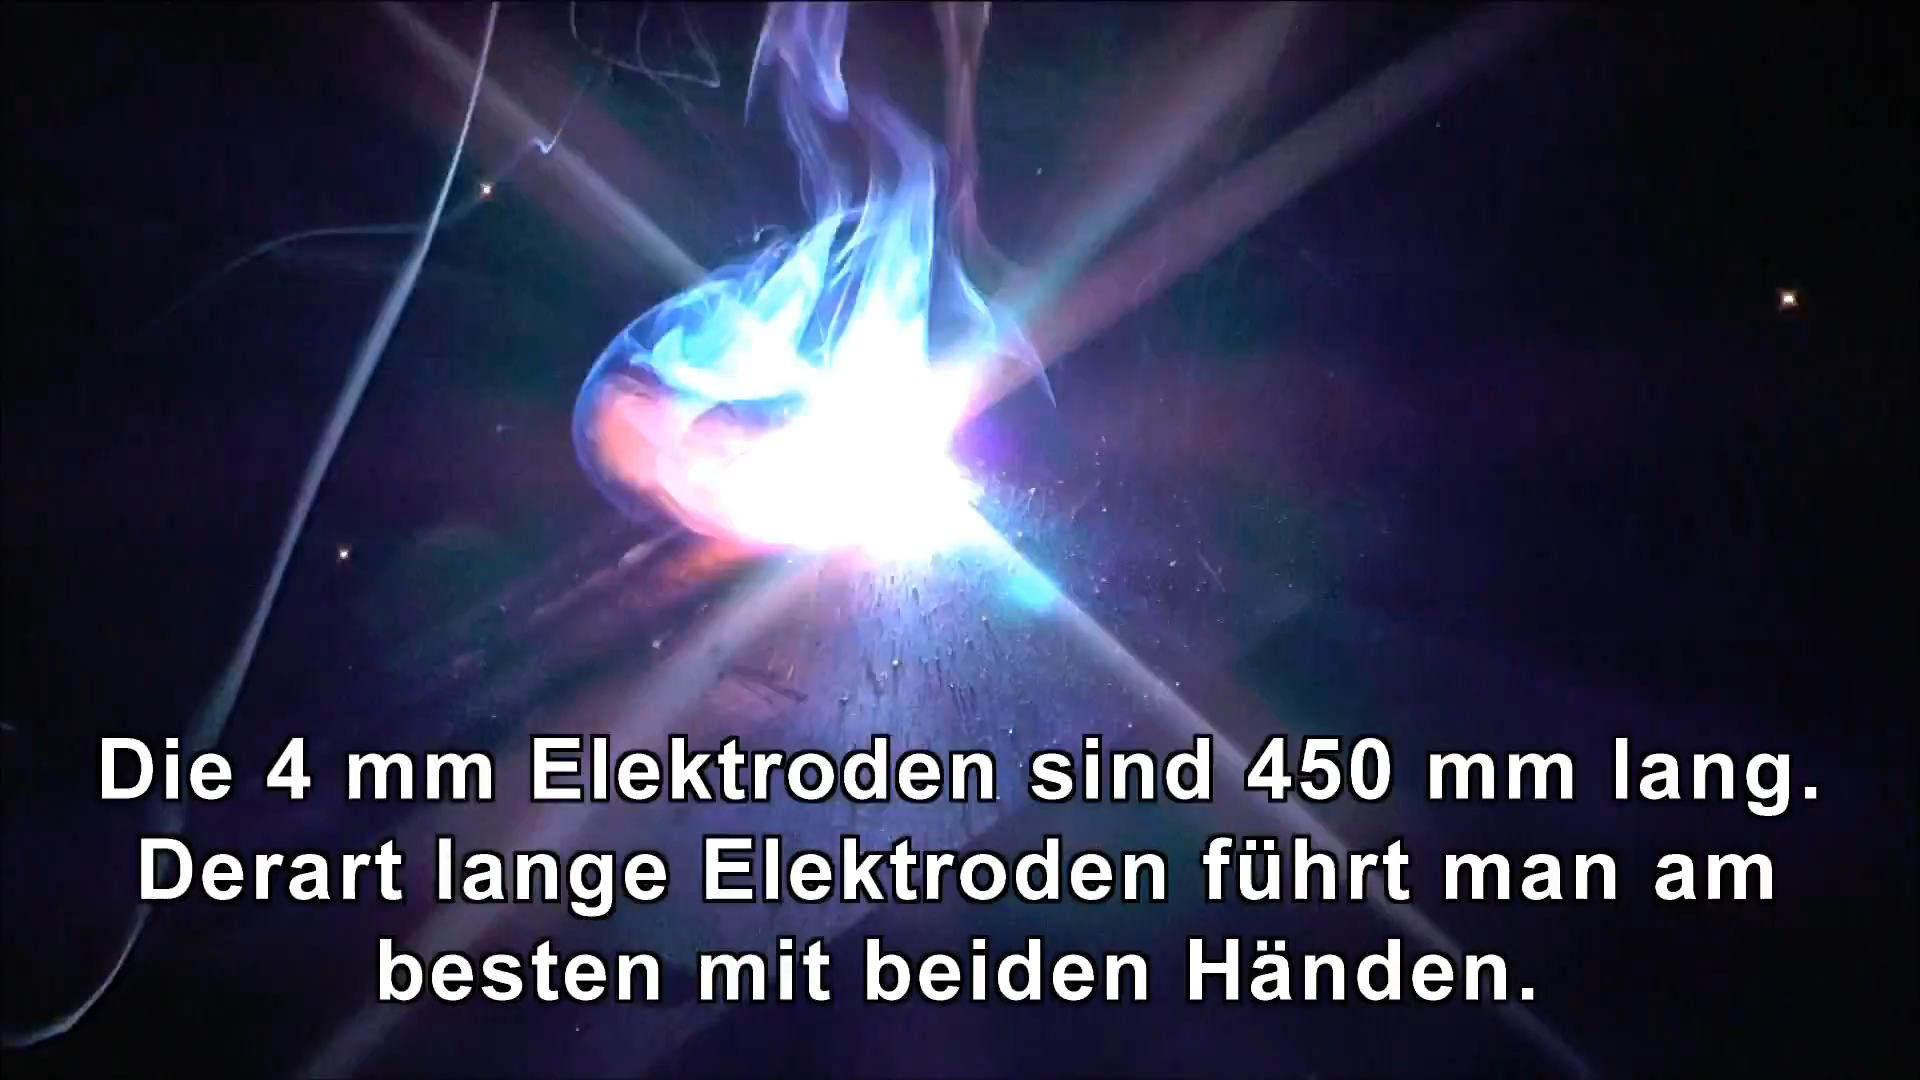 Die 4 mm Elektroden sind 450 mm lang.
Derart lange Elektroden führt man am
besten mit beiden Händen.